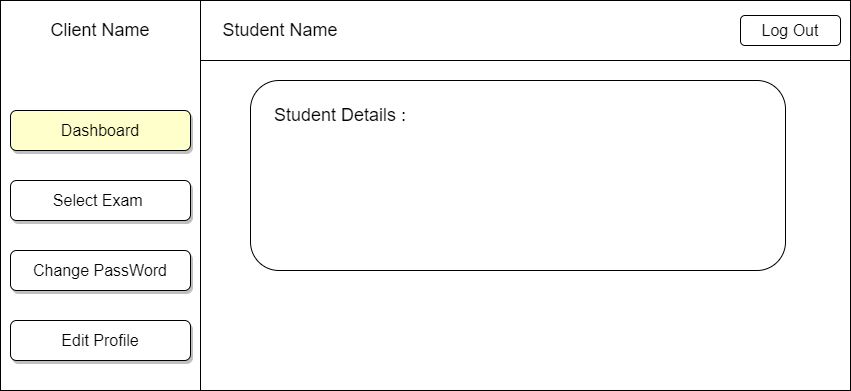 Client Name
Student Name
Log Out
Dashboard
Student Details :
Select Exam
Change PassWord
Edit Profile